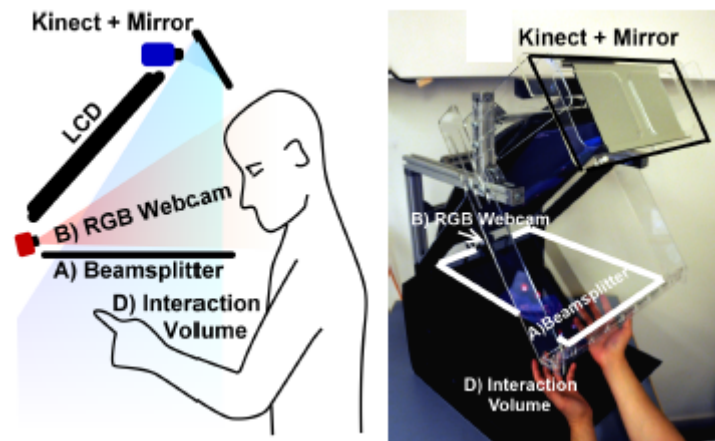 Kinect + Mirror
LCD
B) RGB Webcam
A) Beamsplitter
D) Interaction
Volume
Kinect + Mirror
B) RGB Webcam
A)Beamsplitter
D) Interaction
Volume